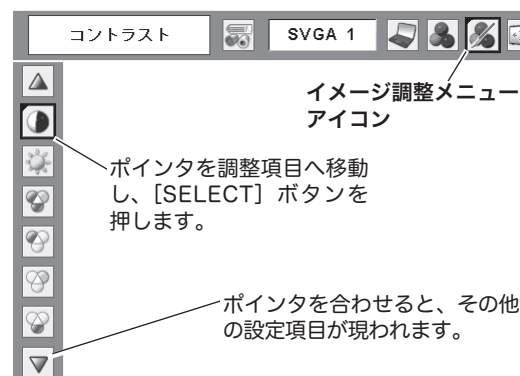 コントラスト
SVGA 1
イメージ調整メニュー
アイコン
ポインタを調整項目へ移動
し、［SELECT］ボタンを
押します。
ポインタを合わせると、その他
の設定項目が現われます。